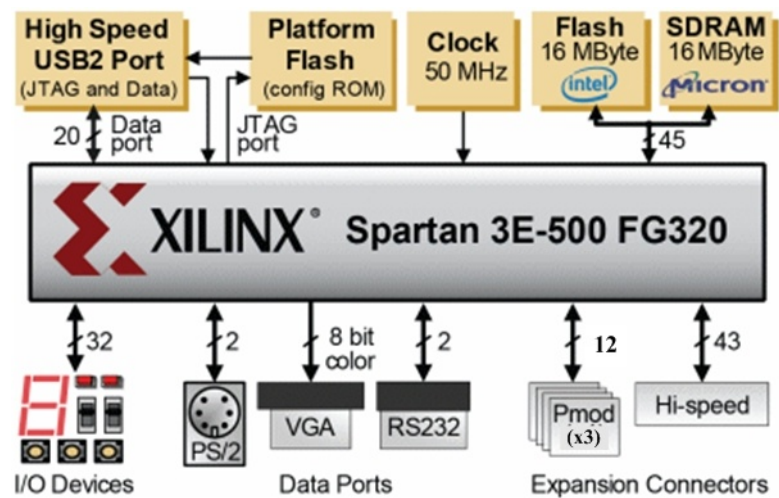 High Speed
USB2 Port
(JTAG and Data)
Platform
Flash
(config ROM)
Clock
50 MHz
Flash
16 MByte
intel
SDRAM
16 MByte
Micron
20
Data
port
JTAG
port
45
XILINX® Spartan 3E-500 FG320
32
2
8 bit
color
2
12
43
PS/2
VGA
RS232
Pmod
(x3)
Hi-speed
I/O Devices
Data Ports
Expansion Connectors